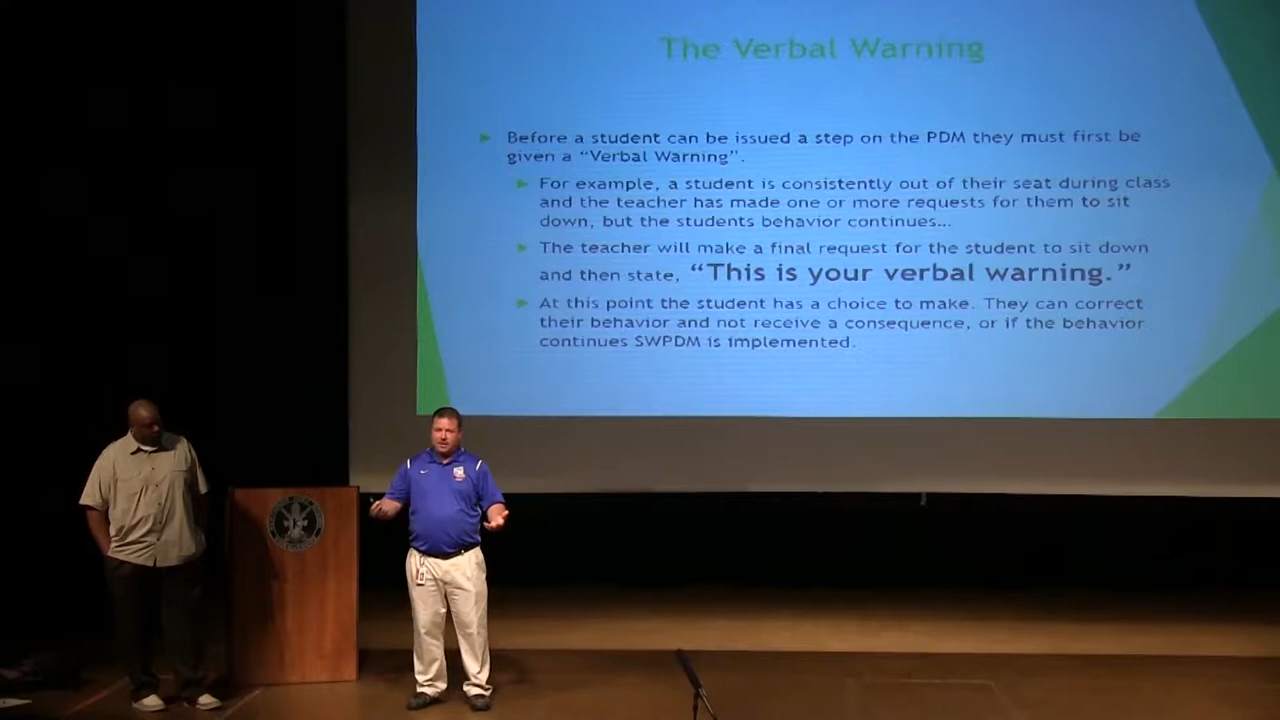 The Verbal Warning
Before a student can be issued a step on the PDM they must first be
given a “Verbal Warning”.
For example, a student is consistently out of their seat during class
and the teacher has made one or more requests for them to sit
down, but the students behavior continues...
The teacher will make a final request for the student to sit down
and then state, “This is your verbal warning.”
At this point the student has a choice to make. They can correct
their behavior and not receive a consequence, or if the behavior
continues SWPDM is implemented.